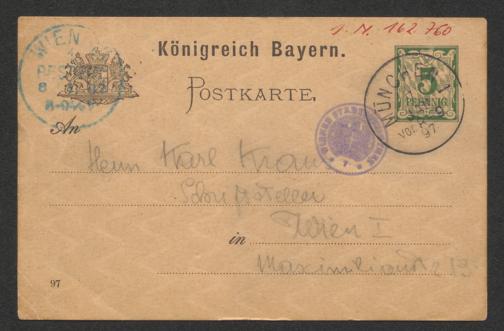 I. N. 162 760
Königreich Bayern.
WIEN
POSTKARTE.
5
PFENNIG
MÜNCHEN 1
97
An
Herrn Karl Kraus
Schriftsteller
Wien I
in
Maximilianstr 13
97